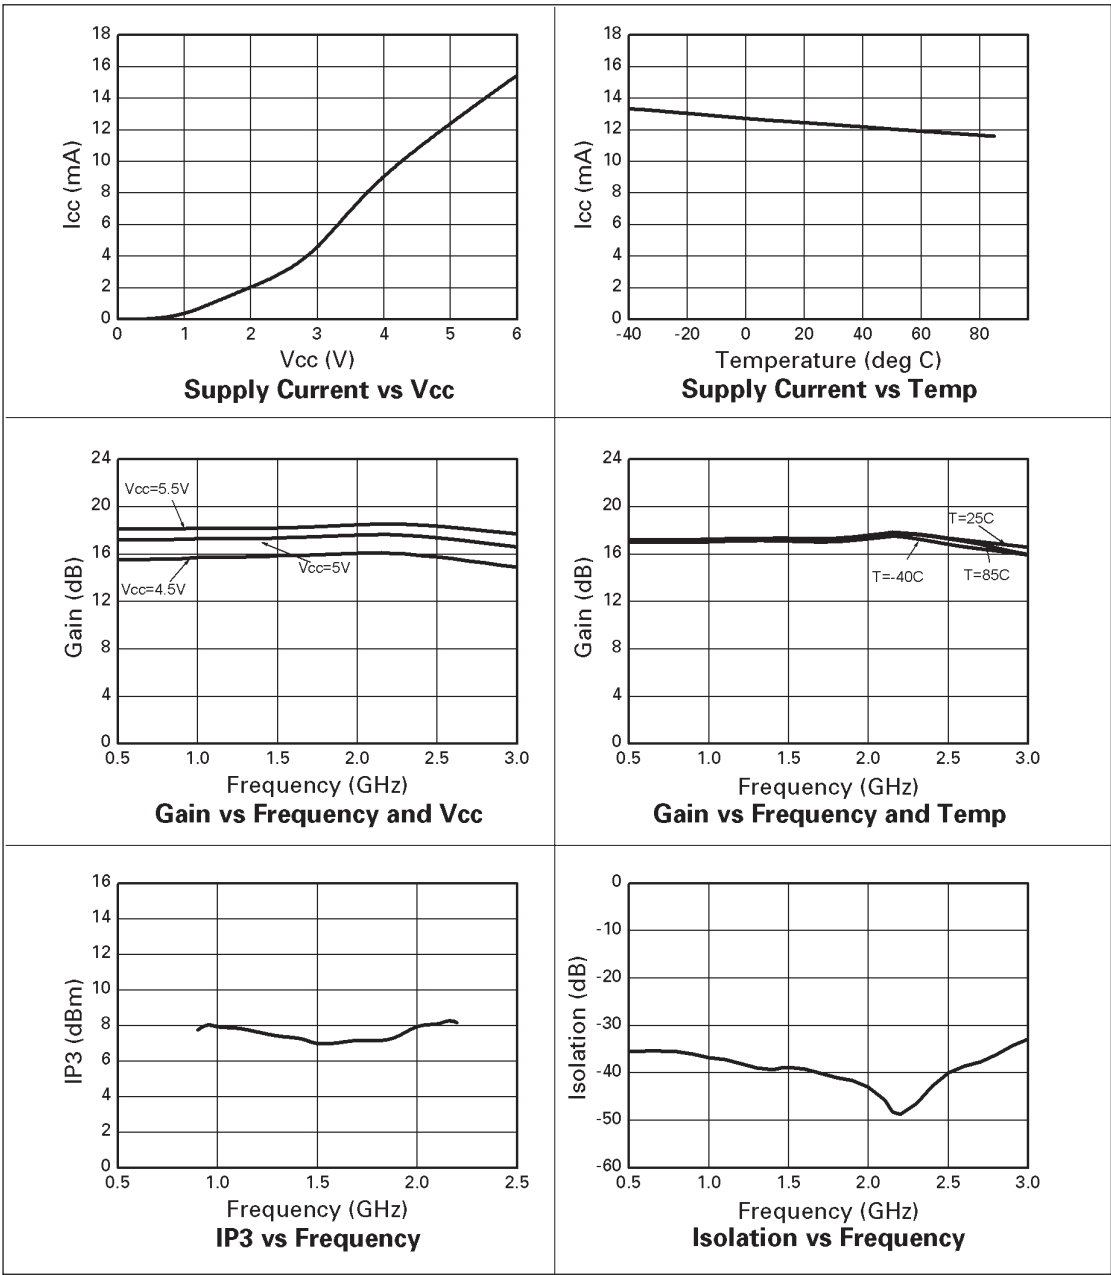 18
16
14
12
10
8
6
4
2
0
Icc (mA)
0 1 2 3 4 5 6
Vcc (V)
Supply Current vs Vcc
18
16
14
12
10
8
6
4
2
0
Icc (mA)
-40 -20 0 20 40 60 80
Temperature (deg C)
Supply Current vs Temp
24
20
16
12
8
4
0
Gain (dB)
Vcc=5.5V
Vcc=5V
Vcc=4.5V
0.5 1.0 1.5 2.0 2.5 3.0
Frequency (GHz)
Gain vs Frequency and Vcc
24
20
16
12
8
4
0
Gain (dB)
T=25C
T=-40C
T=85C
0.5 1.0 1.5 2.0 2.5 3.0
Frequency (GHz)
Gain vs Frequency and Temp
16
14
12
10
8
6
4
2
0
IP3 (dBm)
0.5 1.0 1.5 2.0 2.5
Frequency (GHz)
IP3 vs Frequency
0
-10
-20
-30
-40
-50
-60
Isolation (dB)
0.5 1.0 1.5 2.0 2.5 3.0
Frequency (GHz)
Isolation vs Frequency